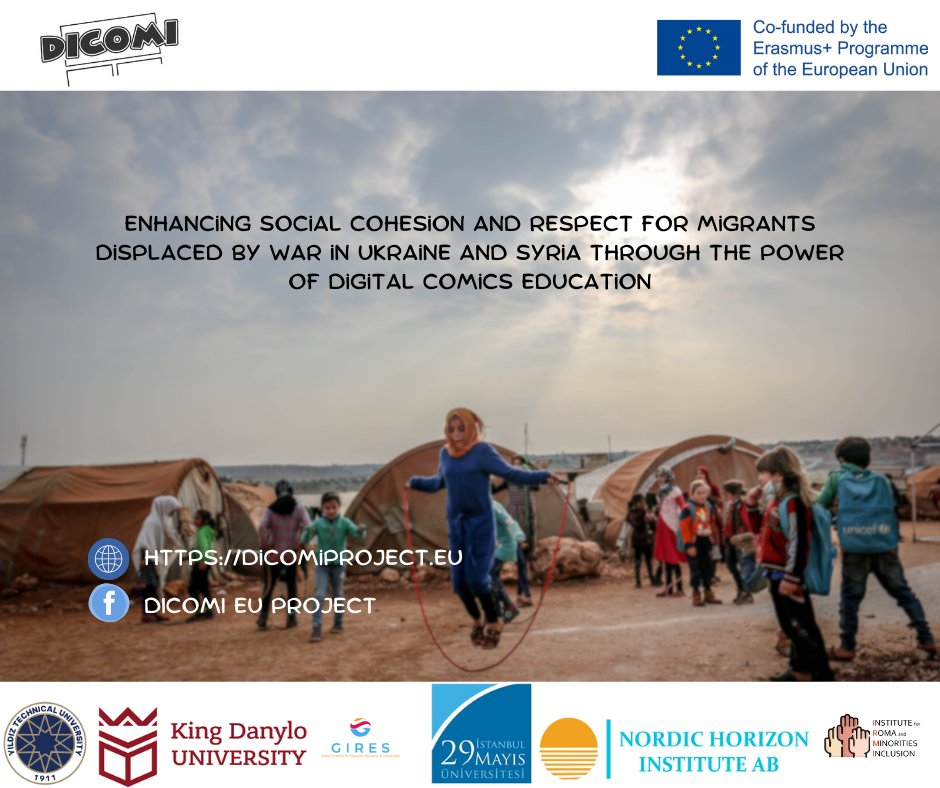 DICOMI
Co-funded by the
Erasmus+ Programme
of the European Union
ENHANCING SOCIAL COHESION AND RESPECT FOR MIGRANTS
DISPLACED BY WAR IN UKRAINE AND SYRIA THROUGH THE POWER
OF DIGITAL COMICS EDUCATION
unicef
HTTPS://DICOMIPROJECT.EU
DICOMI EU PROJECT
YILDIZ TECHNICAL UNIVERSITY
1911
King Danylo
UNIVERSITY
GIRES
29 İSTANBUL
MAYIS
ÜNİVERSİTESİ
NORDIC HORIZON
INSTITUTE AB
INSTITUTE for
ROMA and
MINORITIES
INCLUSION